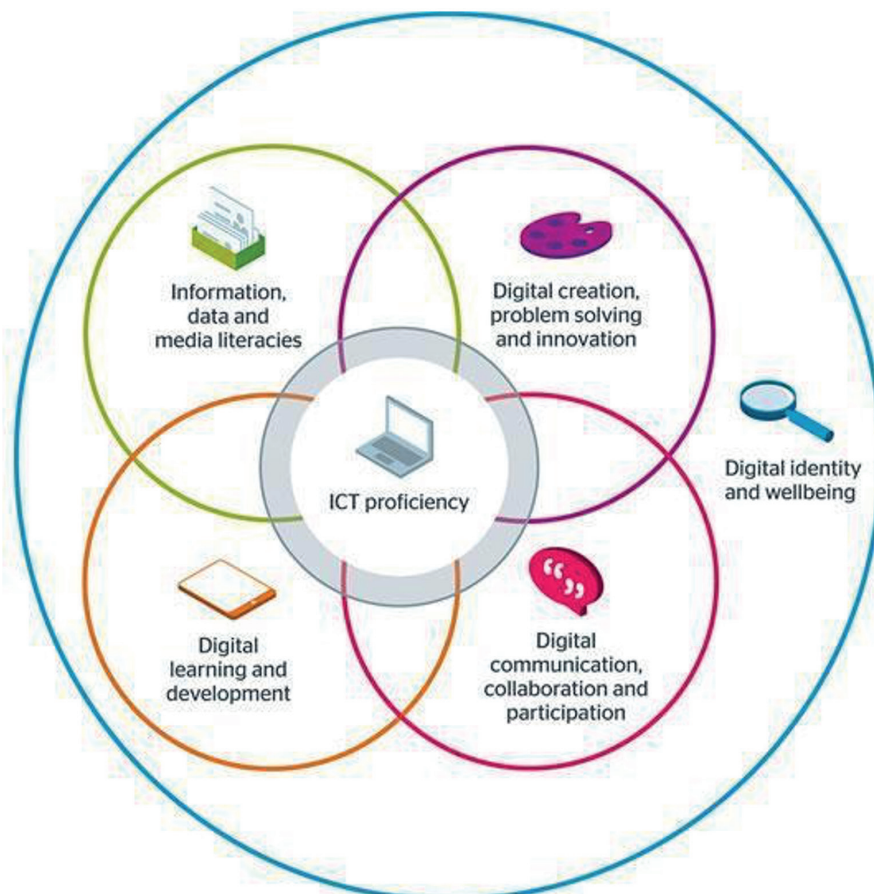 Information,
data and
media literacies
Digital creation,
problem solving
and innovation
Digital identity
and wellbeing
ICT proficiency
Digital
learning and
development
Digital
communication,
collaboration and
participation